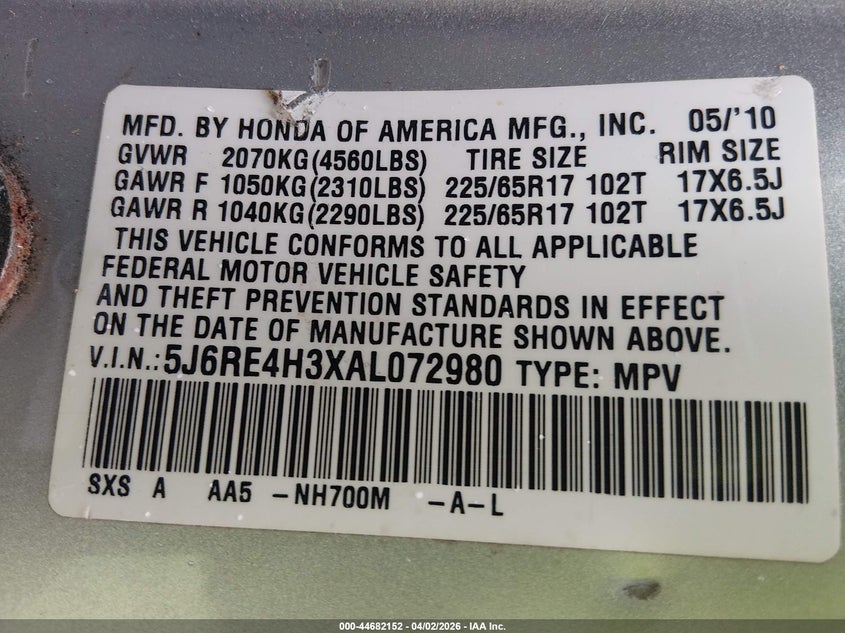 MFD. BY HONDA OF AMERICA MFG., INC. 05/'10
GVWR 2070KG(4560LBS) TIRE SIZE RIM SIZE
GAWR F 1050KG(2310LBS) 225/65R17 102T 17X6.5J
GAWR R 1040KG(2290LBS) 225/65R17 102T 17X6.5J
THIS VEHICLE CONFORMS TO ALL APPLICABLE
FEDERAL MOTOR VEHICLE SAFETY
AND THEFT PREVENTION STANDARDS IN EFFECT
ON THE DATE OF MANUFACTURE SHOWN ABOVE.
V.I.N.:5J6RE4H3XAL072980 TYPE: MPV
SXS A AA5 -NH700M -A-L
000-44682152 - 04/02/2026 - IAA Inc.